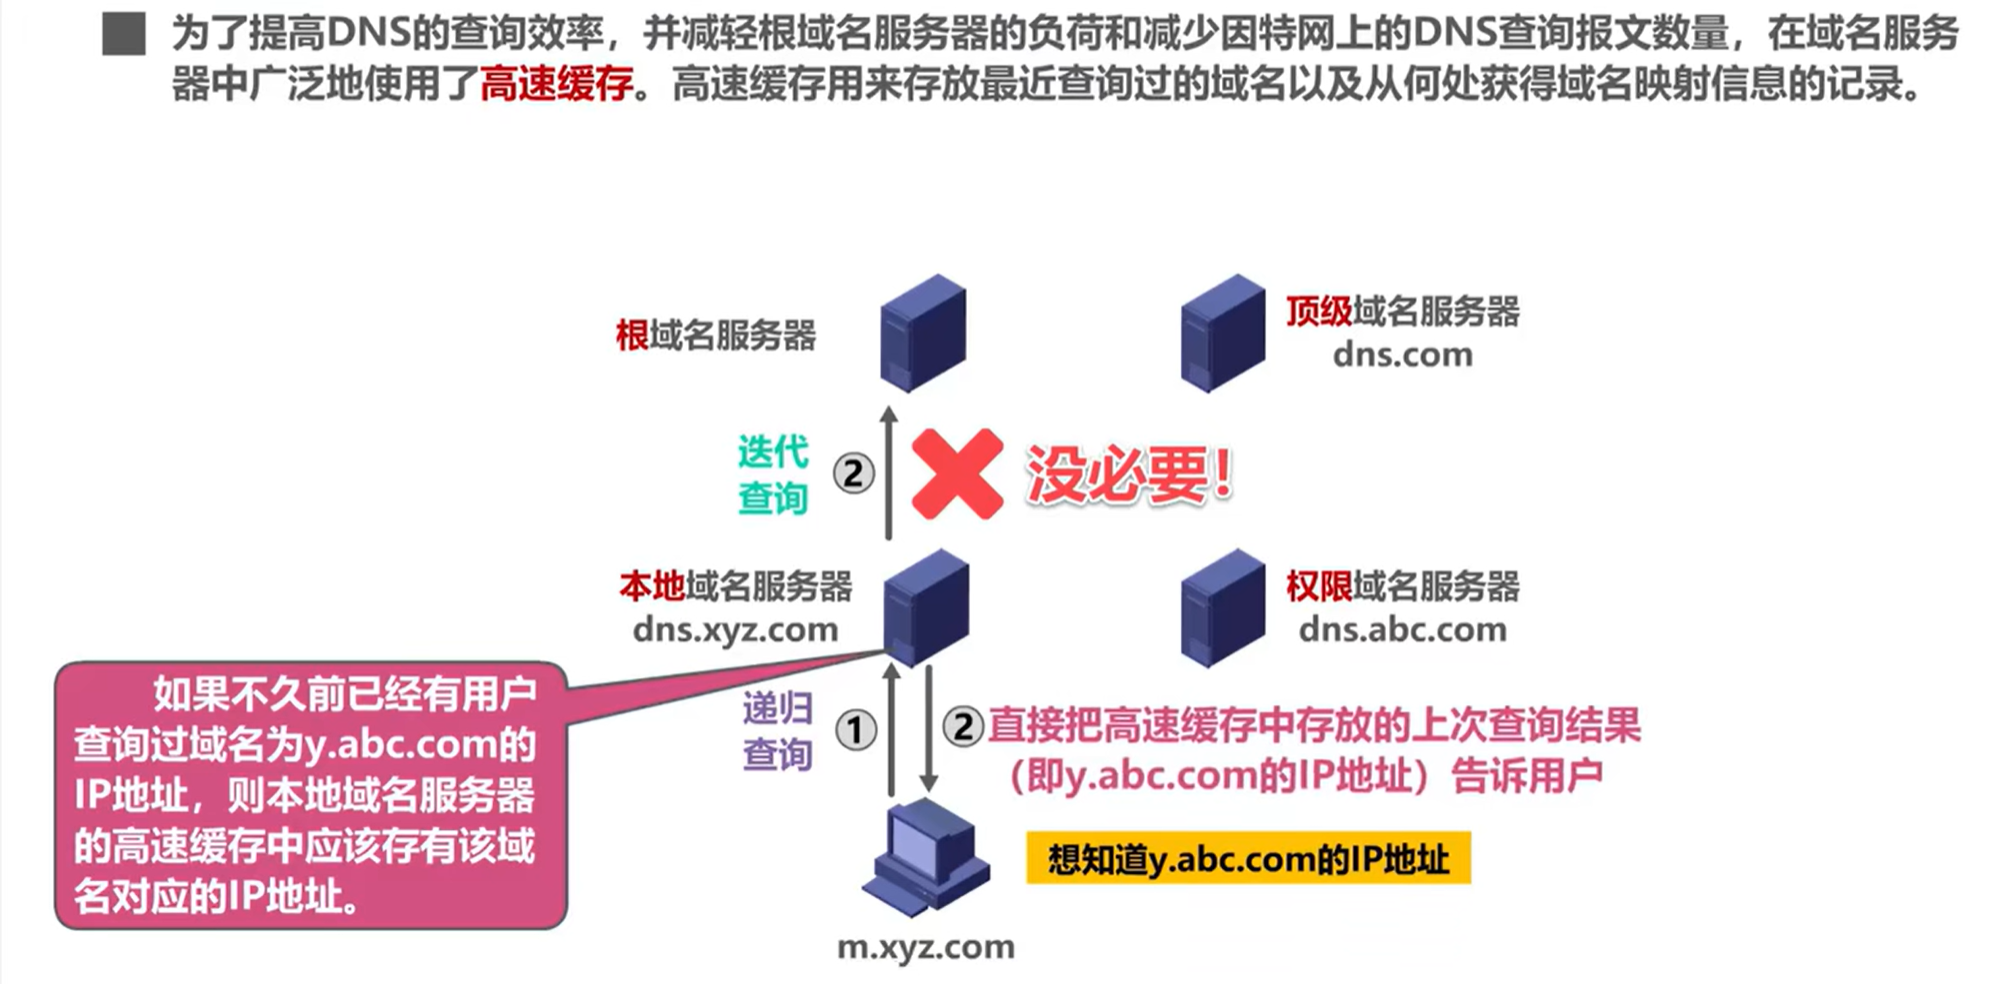 为了提高DNS的查询效率，并减轻根域名服务器的负荷和减少因特网上的DNS查询报文数量，在域名服务
器中广泛地使用了高速缓存。高速缓存用来存放最近查询过的域名以及从何处获得域名映射信息的记录。
根域名服务器
顶级域名服务器
dns.com
迭代
查询
②
没必要！
本地域名服务器
dns.xyz.com
权限域名服务器
dns.abc.com
如果不久前已经有用户
查询过域名为y.abc.com的
IP地址，则本地域名服务器
的高速缓存中应该存有该域
名对应的IP地址。
递归
查询
①
②直接把高速缓存中存放的上次查询结果
（即y.abc.com的IP地址）告诉用户
想知道y.abc.com的IP地址
m.xyz.com